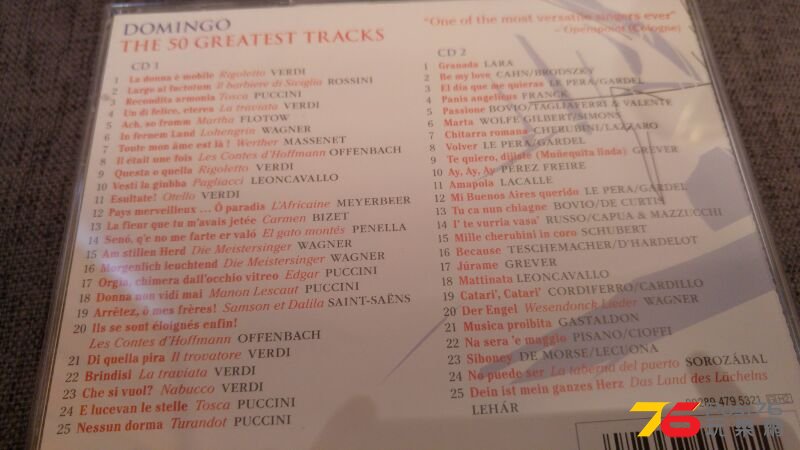 DOMINGO
THE 50 GREATEST TRACKS
"One of the most versatile singers ever"
– Opernpoint (Cologne)
CD 1
1 La donna è mobile Rigoletto VERDI
2 Largo al factotum Il barbiere di Siviglia ROSSINI
3 Recondita armonia Tosca PUCCINI
4 Un dì felice, eterea La traviata VERDI
5 Ach, so fromm Martha FLOTOW
6 In fernem Land Lohengrin WAGNER
7 Toute mon âme est là ! Werther MASSENET
8 Il était une fois Les Contes d'Hoffmann OFFENBACH
9 Questa o quella Rigoletto VERDI
10 Vesti la giubba Pagliacci LEONCAVALLO
11 Esultate! Otello VERDI
12 Pays merveilleux ... Ô paradis L'Africaine MEYERBEER
13 La fleur que tu m'avais jetée Carmen BIZET
14 Senó, q'e no me farte er való El gato montés PENELLA
15 Am stillen Herd Die Meistersinger WAGNER
16 Morgenlich leuchtend Die Meistersinger WAGNER
17 Orgia, chimera dall'occhio vitreo Edgar PUCCINI
18 Donna non vidi mai Manon Lescaut PUCCINI
19 Arrêtez, ô mes frères! Samson et Dalila SAINT-SAËNS
20 Ils se sont éloignés enfin!
Les Contes d'Hoffmann OFFENBACH
21 Di quella pira Il trovatore VERDI
22 Brindisi La traviata VERDI
23 Che si vuol? Nabucco VERDI
24 E lucevan le stelle Tosca PUCCINI
25 Nessun dorma Turandot PUCCINI
CD 2
1 Granada LARA
2 Be my love CAHN/BRODSZKY
3 El día que me quieras LE PERA/GARDEL
4 Panis angelicus FRANCK
5 Passione BOVIO/TAGLIAFERRI & VALENTE
6 Marta WOLFE GILBERT/SIMONS
7 Chitarra romana CHERUBINI/LAZZARO
8 Volver LE PERA/GARDEL
9 Te quiero, dijiste (Muñequita linda) GREVER
10 Ay, Ay, Ay PÉREZ FREIRE
11 Amapola LACALLE
12 Mi Buenos Aires querido LE PERA/GARDEL
13 Tu ca nun chiagne BOVIO/DE CURTIS
14 I' te vurria vasa' RUSSO/CAPUA & MAZZUCCHI
15 Mille cherubini in coro SCHUBERT
16 Because TESCHEMACHER/D'HARDELOT
17 Júrame GREVER
18 Mattinata LEONCAVALLO
19 Catari', Catari' CORDIFERRO/CARDILLO
20 Der Engel Wesendonck Lieder WAGNER
21 Musica proibita GASTALDON
22 Na sera 'e maggio PISANO/CIOFFI
23 Siboney DE MORSE/LECUONA
24 No puede ser La taberna del puerto SOROZÁBAL
25 Dein ist mein ganzes Herz Das Land des Lächelns
LEHÁR
00289 479 5321 GH2
76